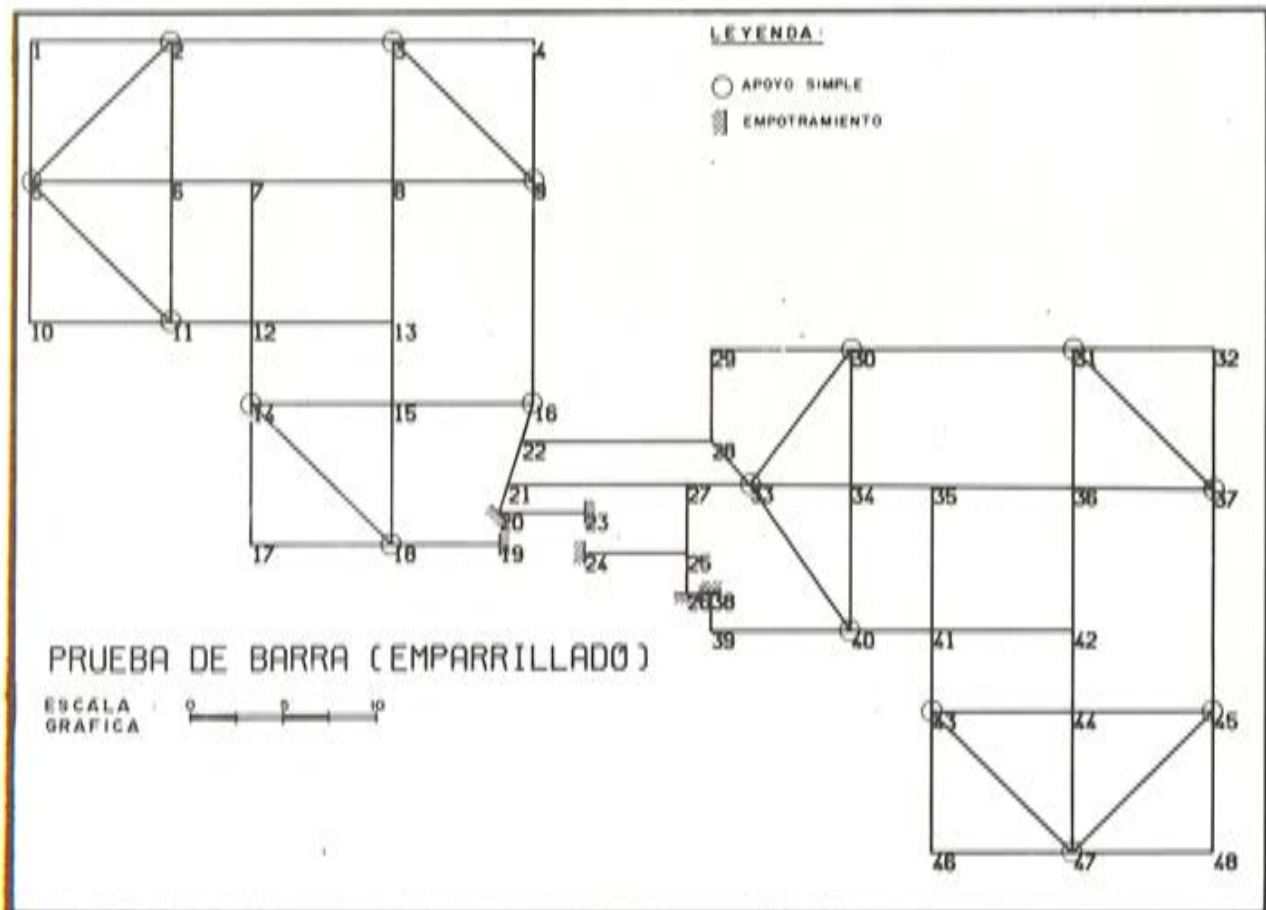 LEYENDA:
1 2 3 4
APOYO SIMPLE
EMPOTRAMIENTO
5 6 7 8 9
10 11 12 13
29 30 31 32
14 15 16
22 28
21 27 33 34 35 36 37
20 23
17 18 19 24 25
26 38
39 40 41 42
PRUEBA DE BARRA (EMPARRILLADO)
ESCALA : 0 5 10
GRAFICA
43 44 45
46 47 48